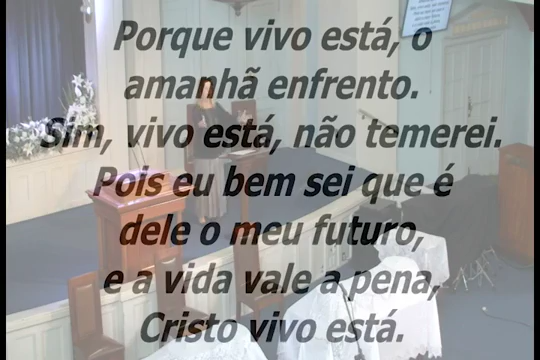 Porque vivo está, o
amanhã enfrento.
Sim, vivo está, não temerei.
Pois eu bem sei que é
dele o meu futuro,
e a vida vale a pena,
Cristo vivo está.